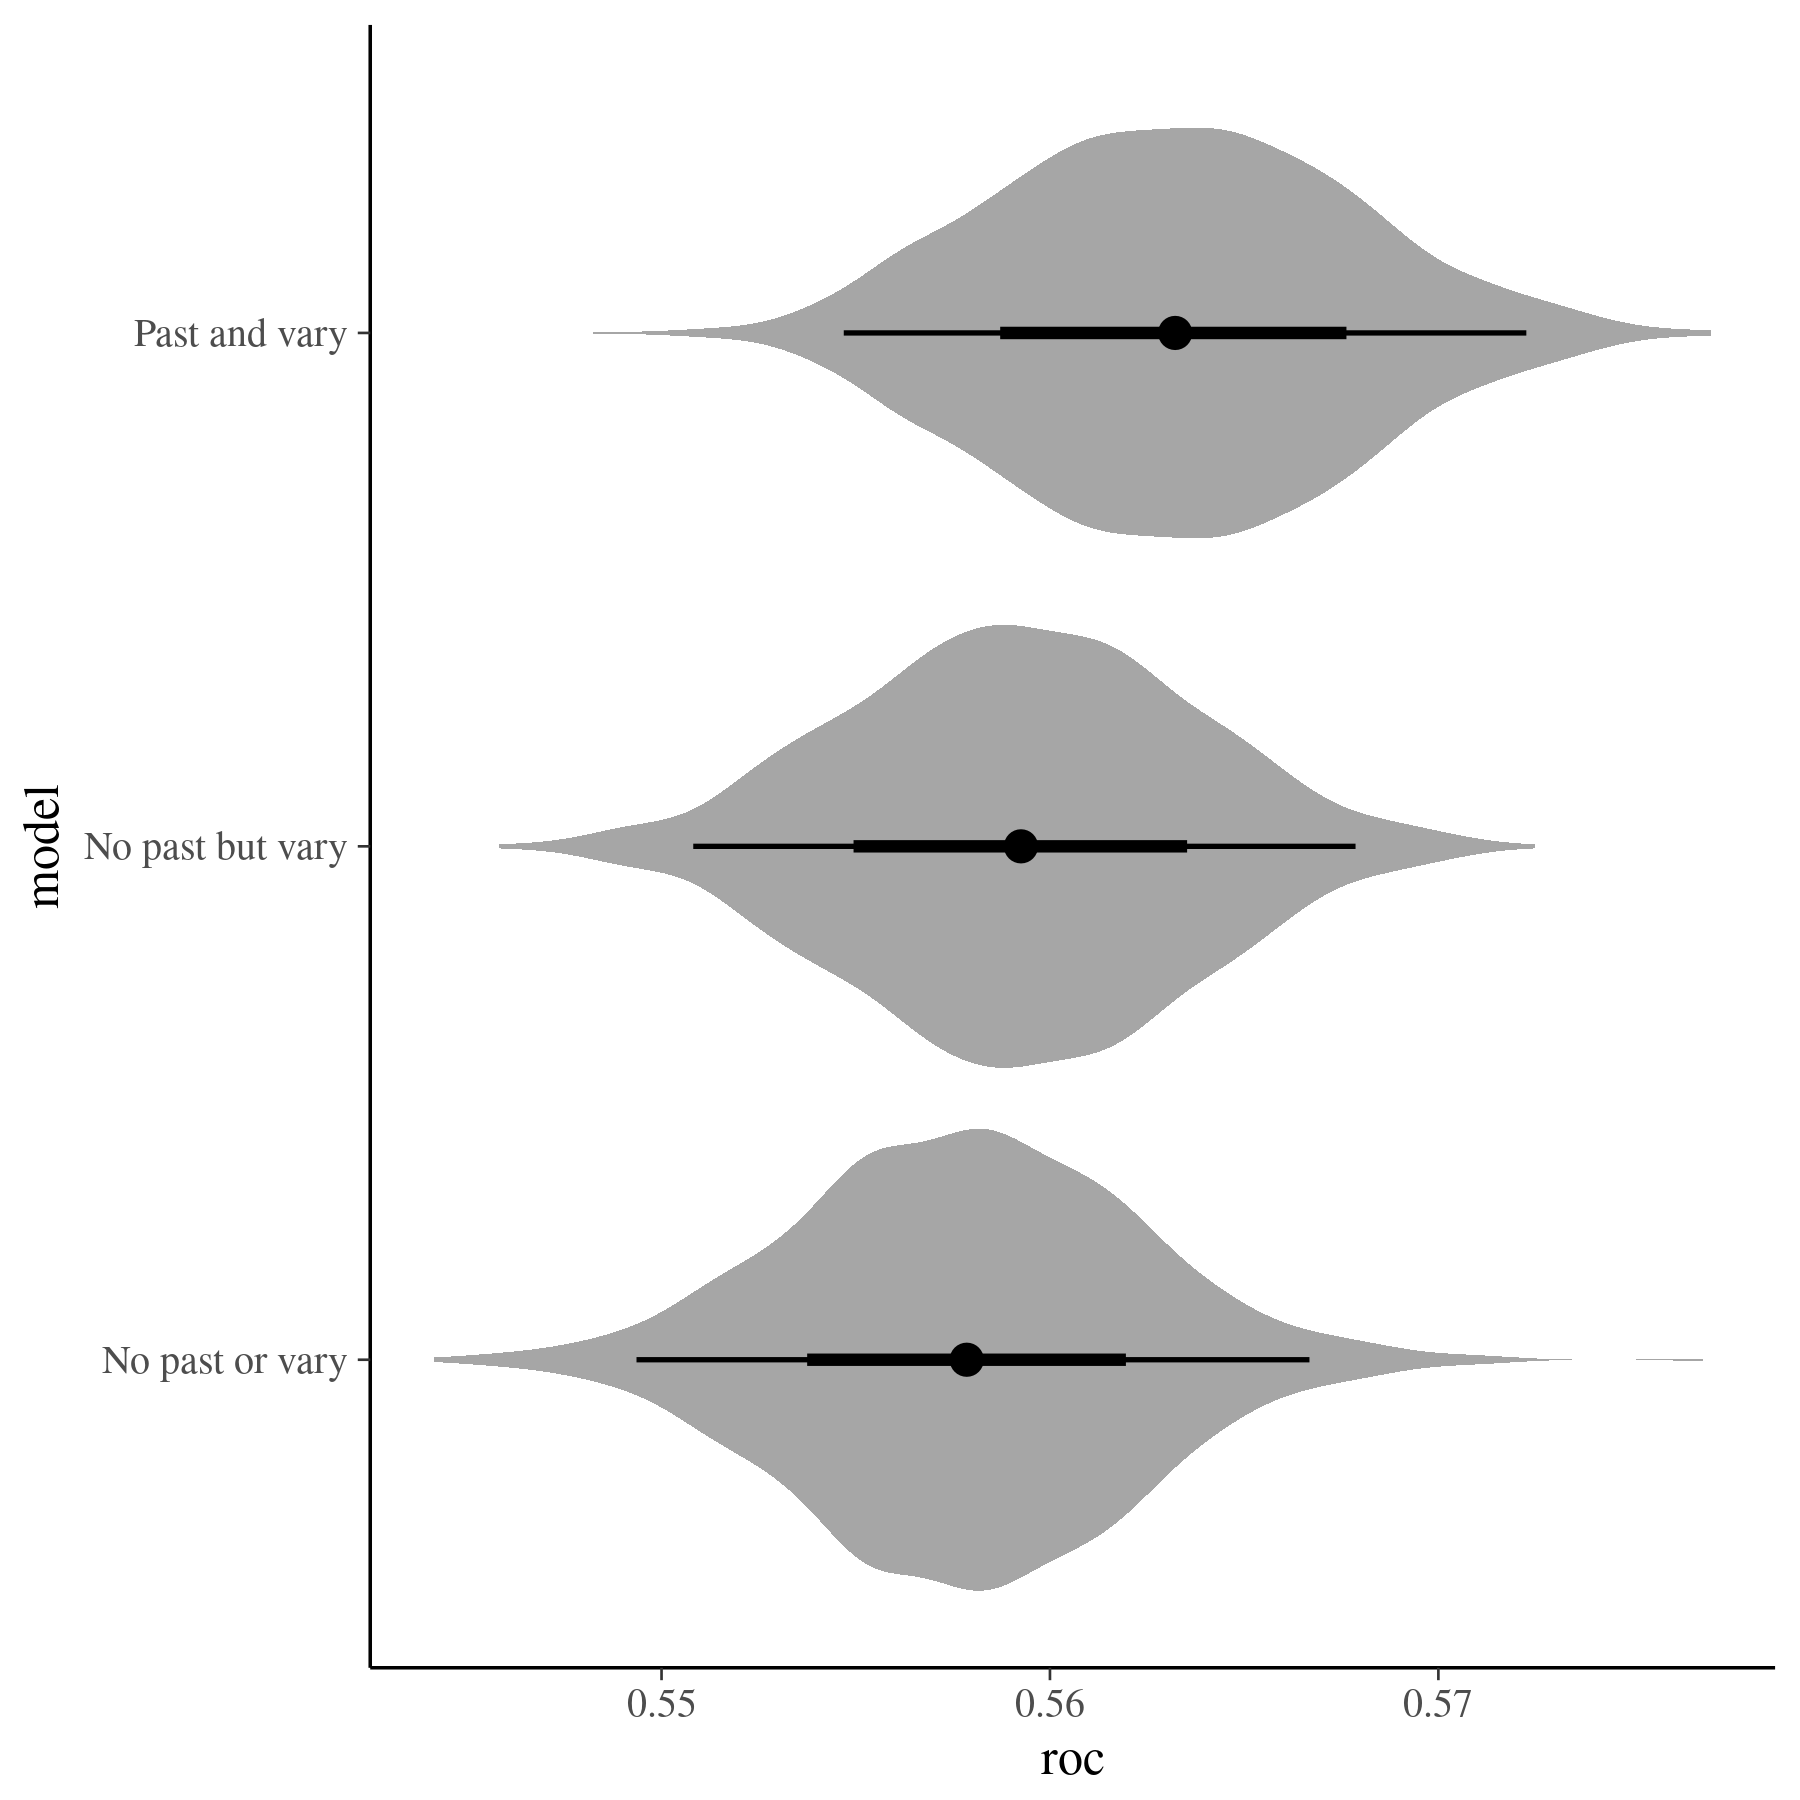 model
Past and vary
No past but vary
No past or vary
0.55 0.56 0.57
roc